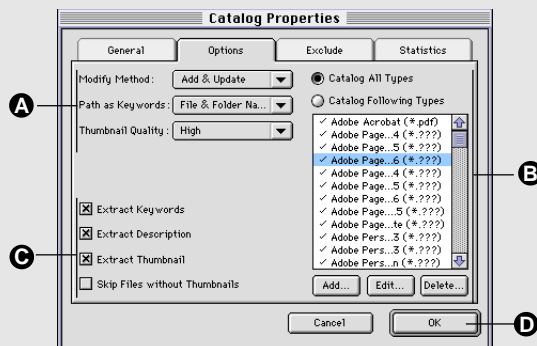 Catalog Properties
General Options Exclude Statistics
Modify Method: Add & Update
Path as Keywords: File & Folder Na...
Thumbnail Quality: High
Catalog All Types
Catalog Following Types
✓ Adobe Acrobat (*.pdf)
✓ Adobe Page...4 (*.???)
✓ Adobe Page...5 (*.???)
✓ Adobe Page...6 (*.???)
✓ Adobe Page...4 (*.???)
✓ Adobe Page...5 (*.???)
✓ Adobe Page...6 (*.???)
✓ Adobe Page....5 (*.???)
✓ Adobe Page...te (*.???)
✓ Adobe Pers...3 (*.???)
✓ Adobe Pers...3 (*.???)
✓ Adobe Pers...n (*.???)
Extract Keywords
Extract Description
Extract Thumbnail
Skip Files without Thumbnails
Add... Edit... Delete...
Cancel OK
A
B
C
D